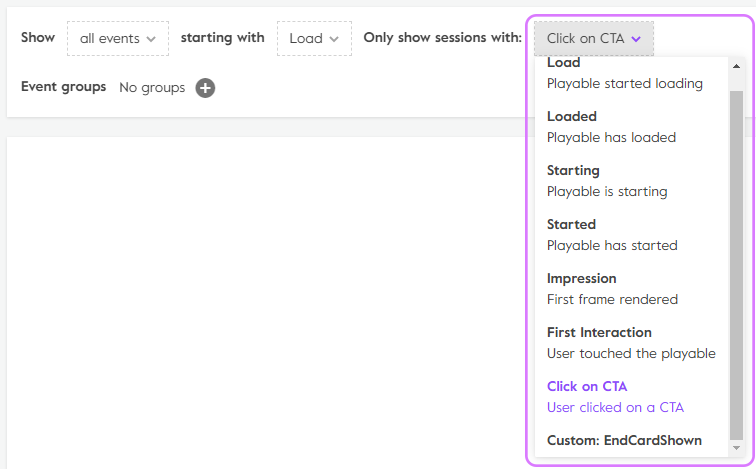 Show all events starting with Load Only show sessions with: Click on CTA
Event groups No groups
Load
Playable started loading
Loaded
Playable has loaded
Starting
Playable is starting
Started
Playable has started
Impression
First frame rendered
First Interaction
User touched the playable
Click on CTA
User clicked on a CTA
Custom: EndCardShown